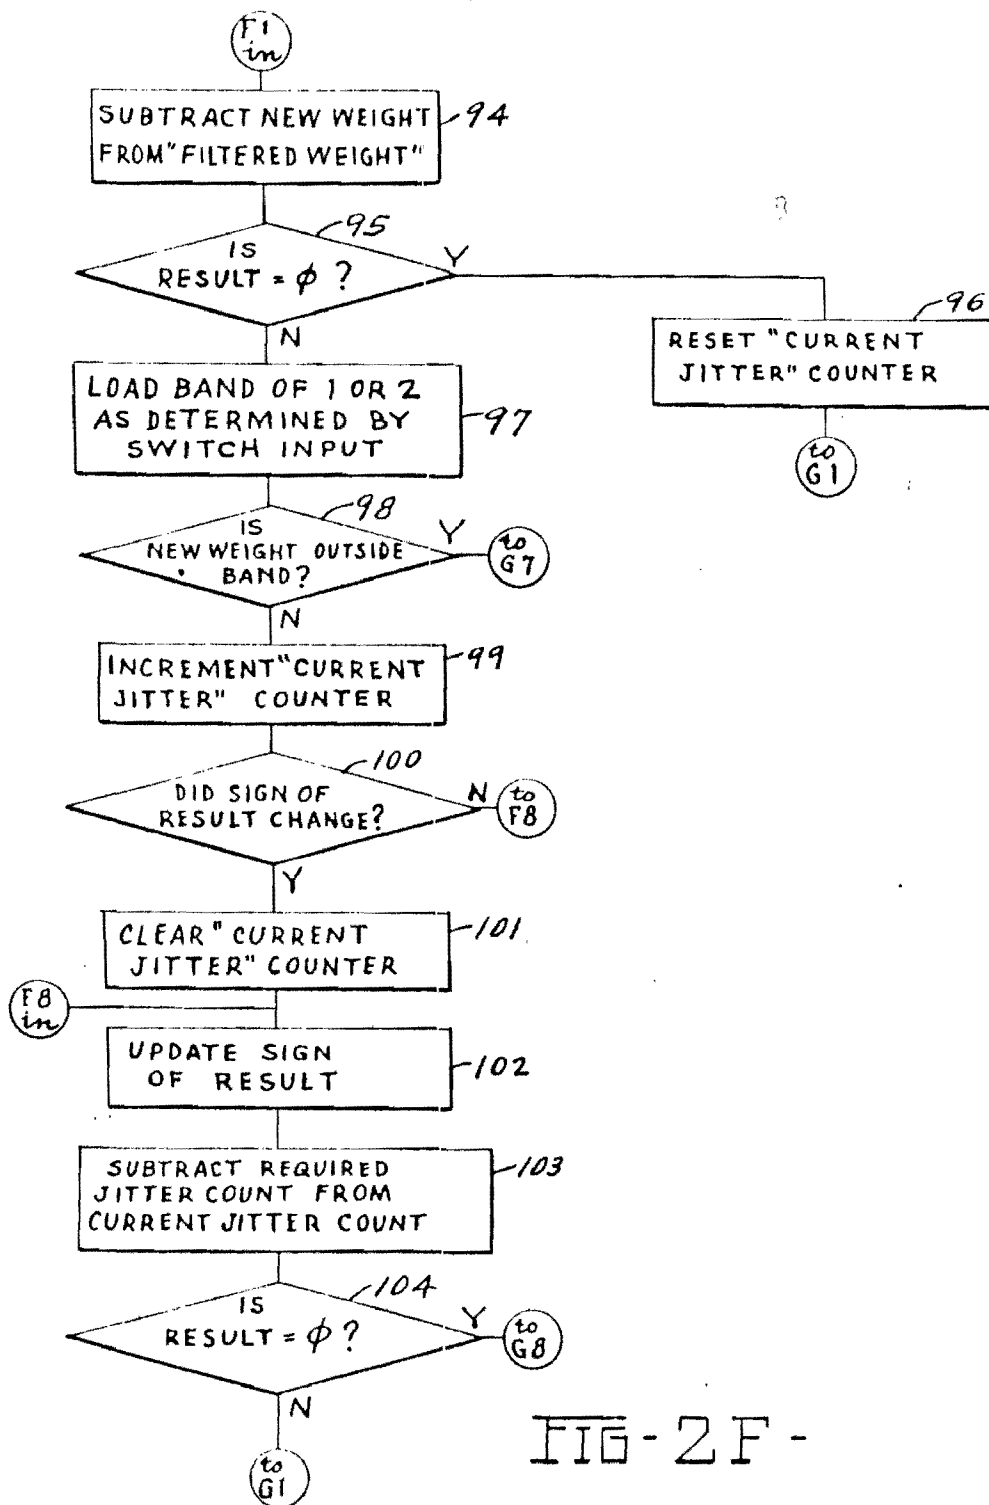 F1
in
SUBTRACT NEW WEIGHT
FROM "FILTERED WEIGHT"
94
95
IS
RESULT = ϕ ?
Y
N
96
RESET "CURRENT
JITTER" COUNTER
to
G1
LOAD BAND OF 1 OR 2
AS DETERMINED BY
SWITCH INPUT
97
98
IS
NEW WEIGHT OUTSIDE
BAND?
Y
to
G7
N
INCREMENT "CURRENT
JITTER" COUNTER
99
100
DID SIGN OF
RESULT CHANGE?
N
to
F8
Y
CLEAR "CURRENT
JITTER" COUNTER
101
F8
in
UPDATE SIGN
OF RESULT
102
SUBTRACT REQUIRED
JITTER COUNT FROM
CURRENT JITTER COUNT
103
104
IS
RESULT = ϕ ?
Y
to
G8
N
to
G1
FIG-2F-